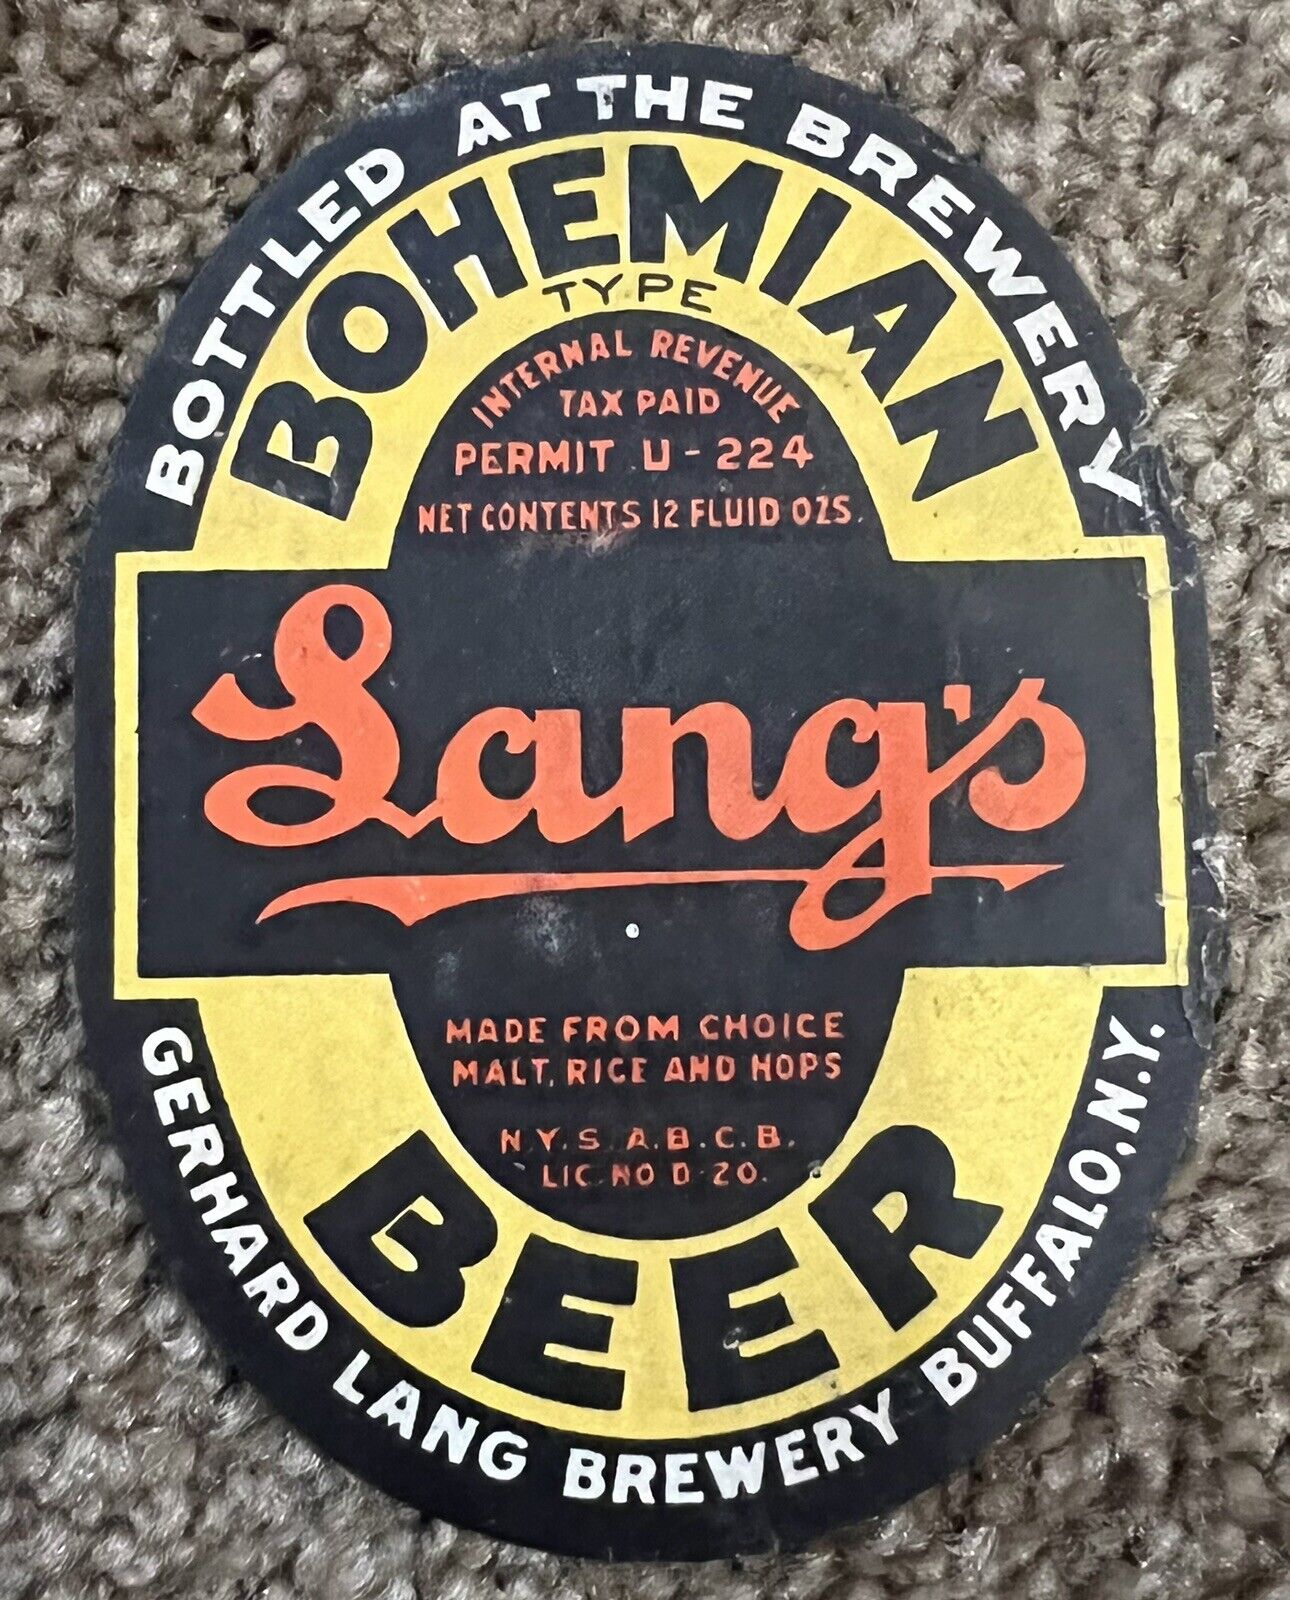 BOTTLED AT THE BREWERY
BOHEMIAN
TYPE
INTERNAL REVENUE
TAX PAID
PERMIT U-224
NET CONTENTS 12 FLUID OZS.
Lang's
MADE FROM CHOICE
MALT, RICE AND HOPS
N.Y.S. A.B.C.B.
LIC. NO D-20.
BEER
GERHARD LANG BREWERY BUFFALO, N.Y.